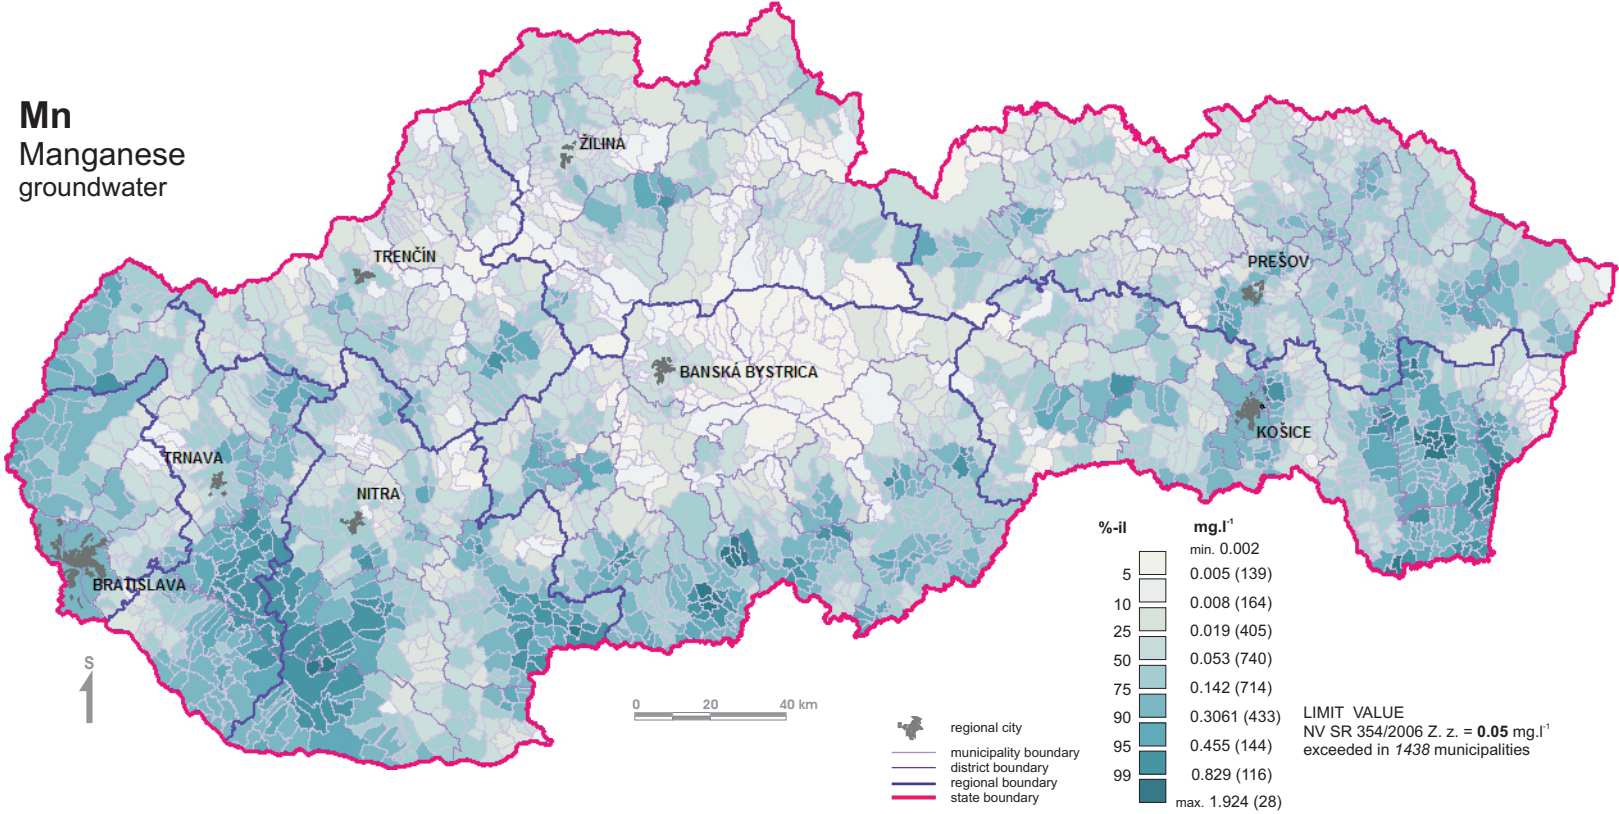 Mn
Manganese
groundwater
ŽILINA
TRENČÍN
PREŠOV
BANSKÁ BYSTRICA
KOŠICE
TRNAVA
NITRA
BRATISLAVA
S
0 20 40 km
regional city
municipality boundary
district boundary
regional boundary
state boundary
%-il mg.l⁻¹
min. 0.002
5 0.005 (139)
10 0.008 (164)
25 0.019 (405)
50 0.053 (740)
75 0.142 (714)
90 0.3061 (433)
95 0.455 (144)
99 0.829 (116)
max. 1.924 (28)
LIMIT VALUE
NV SR 354/2006 Z. z. = 0.05 mg.l⁻¹
exceeded in 1438 municipalities